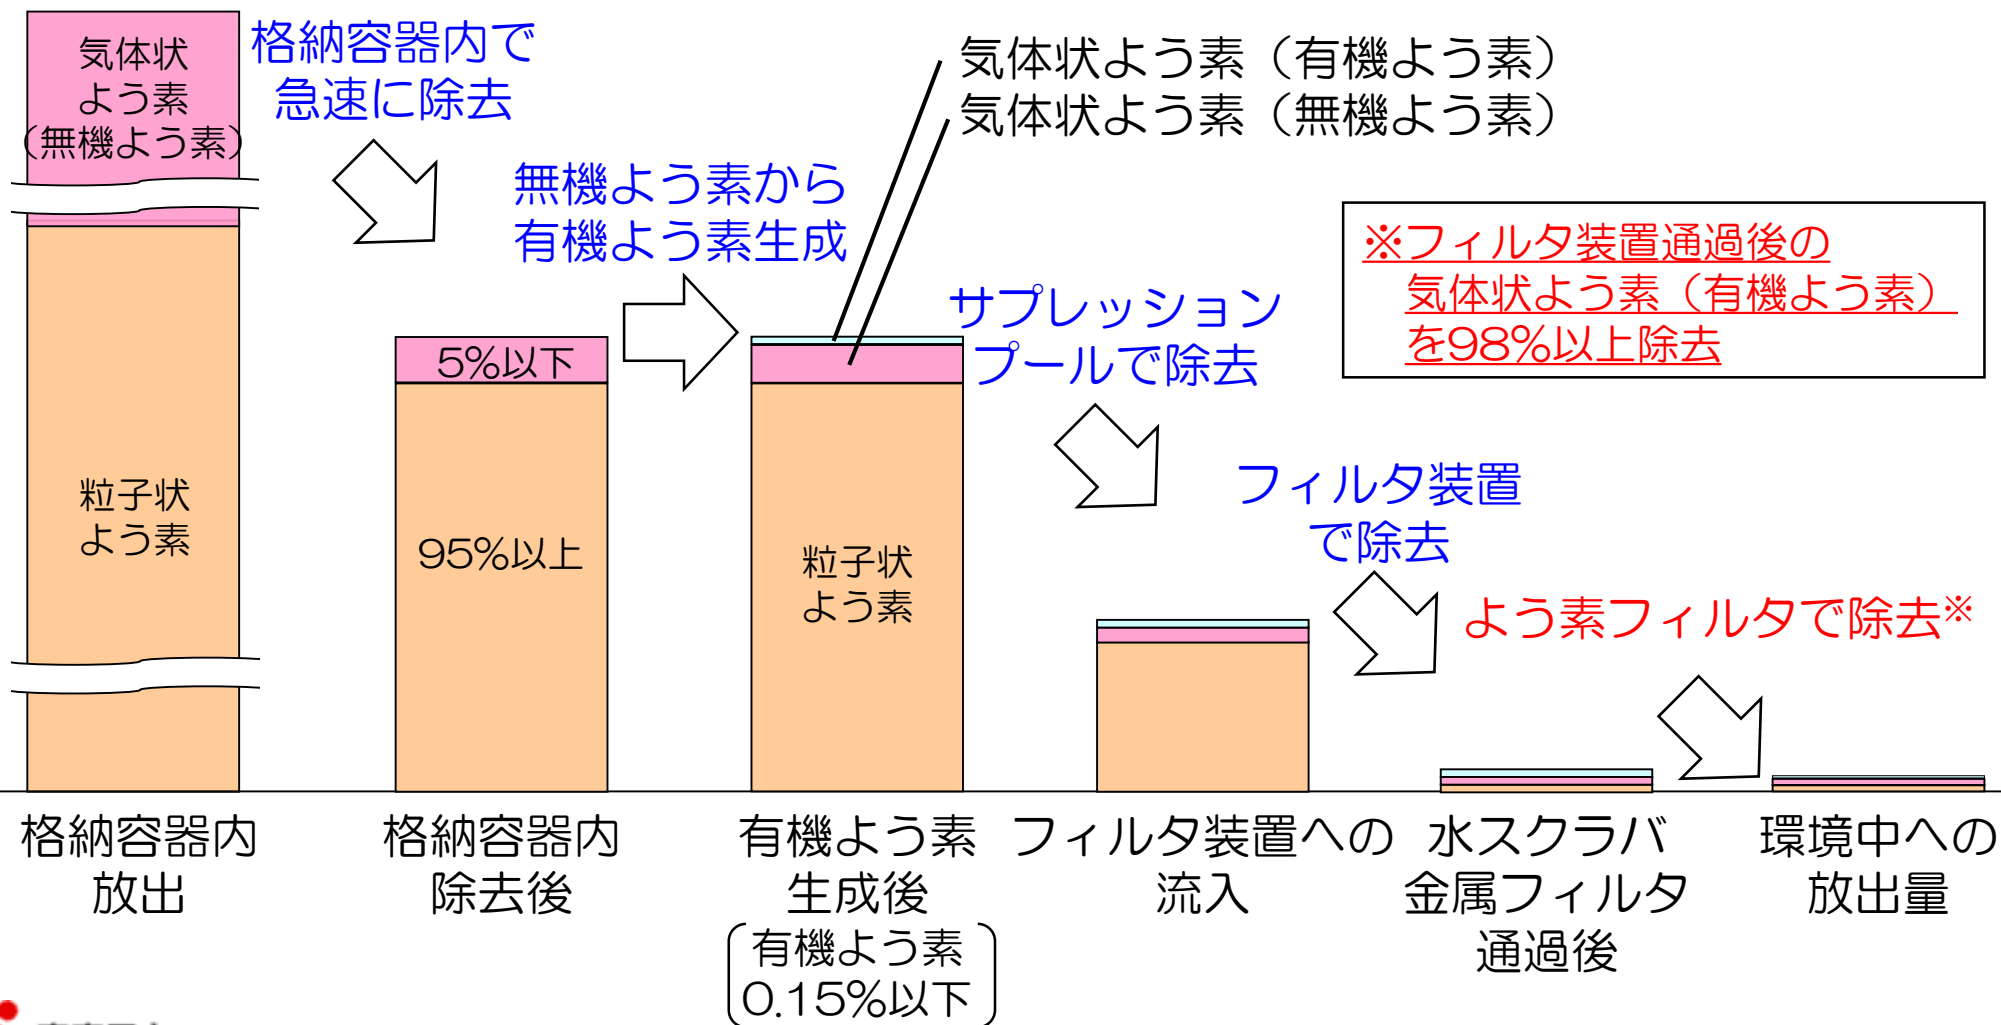 気体状
よう素
(無機よう素)
格納容器内で
急速に除去
気体状よう素（有機よう素）
気体状よう素（無機よう素）
無機よう素から
有機よう素生成
※フィルタ装置通過後の
気体状よう素（有機よう素）
を98%以上除去
サプレッション
プールで除去
5%以下
フィルタ装置
で除去
粒子状
よう素
95%以上
粒子状
よう素
よう素フィルタで除去※
格納容器内
放出
格納容器内
除去後
有機よう素
生成後
有機よう素
0.15%以下
フィルタ装置への
流入
水スクラバ
金属フィルタ
通過後
環境中への
放出量